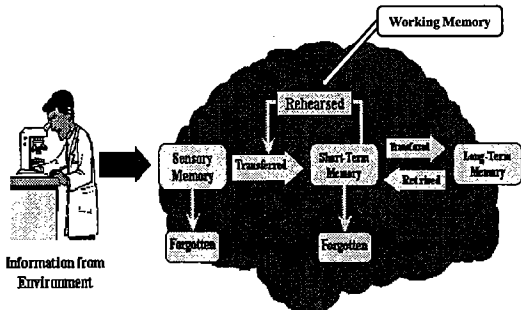 Working Memory
Rehearsed
Sensory
Memory
Transferred
Short-Term
Memory
Transferred
Retrieved
Long-Term
Memory
Forgotten
Forgotten
Information from
Environment